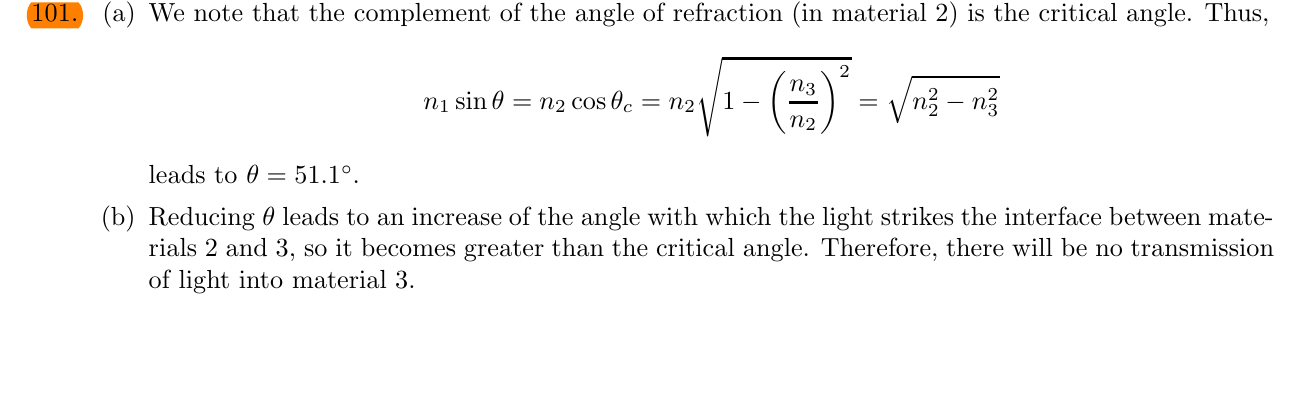 101. (a) We note that the complement of the angle of refraction (in material 2) is the critical angle. Thus,
n₁ sin θ = n₂ cos θ_c = n₂√(1 − (n₃/n₂)²) = √(n₂² − n₃²)
leads to θ = 51.1°.
(b) Reducing θ leads to an increase of the angle with which the light strikes the interface between mate-
rials 2 and 3, so it becomes greater than the critical angle. Therefore, there will be no transmission
of light into material 3.